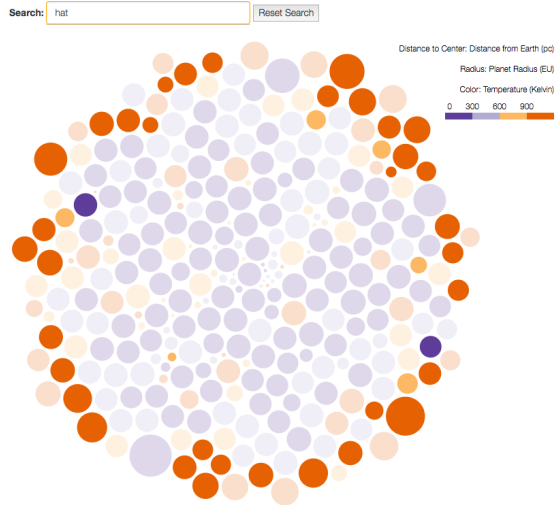 Search: hat Reset Search
Distance to Center: Distance from Earth (pc)
Radius: Planet Radius (EU)
Color: Temperature (Kelvin)
0 300 600 900